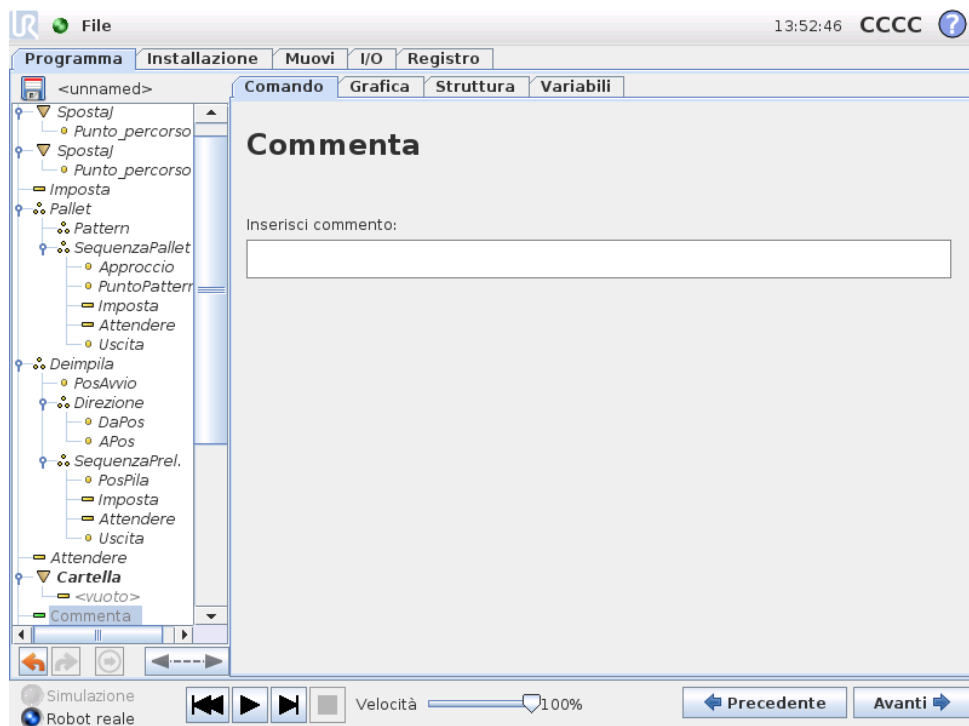 UR File 13:52:46 CCCC ?
Programma Installazione Muovi I/O Registro
<unnamed>
Comando Grafica Struttura Variabili
SpostaJ
Punto_percorso
SpostaJ
Punto_percorso
Imposta
Pallet
Pattern
SequenzaPallet
Approccio
PuntoPattern
Imposta
Attendere
Uscita
Deimpila
PosAvvio
Direzione
DaPos
APos
SequenzaPrel.
PosPila
Imposta
Attendere
Uscita
Attendere
Cartella
<vuoto>
Commenta
Commenta
Inserisci commento:
Simulazione
Robot reale
Velocità 100%
Precedente Avanti